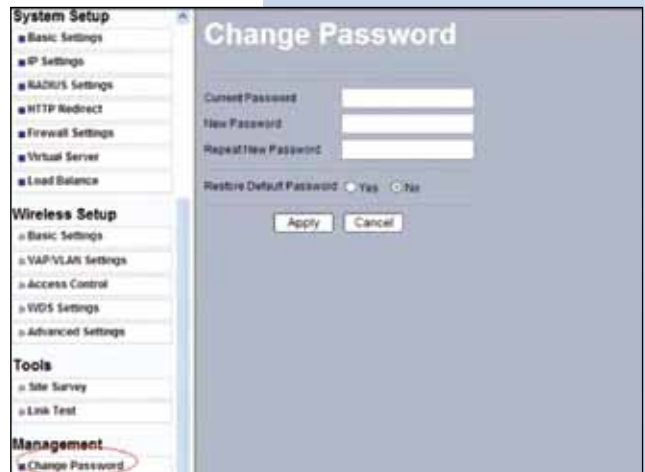 System Setup
Basic Settings
IP Settings
RADIUS Settings
HTTP Redirect
Firewall Settings
Virtual Server
Load Balance
Wireless Setup
Basic Settings
VAP/VLAN Settings
Access Control
WDS Settings
Advanced Settings
Tools
Site Survey
Link Test
Management
Change Password
Change Password
Current Password
New Password
Repeat New Password
Restore Default Password Yes No
Apply Cancel